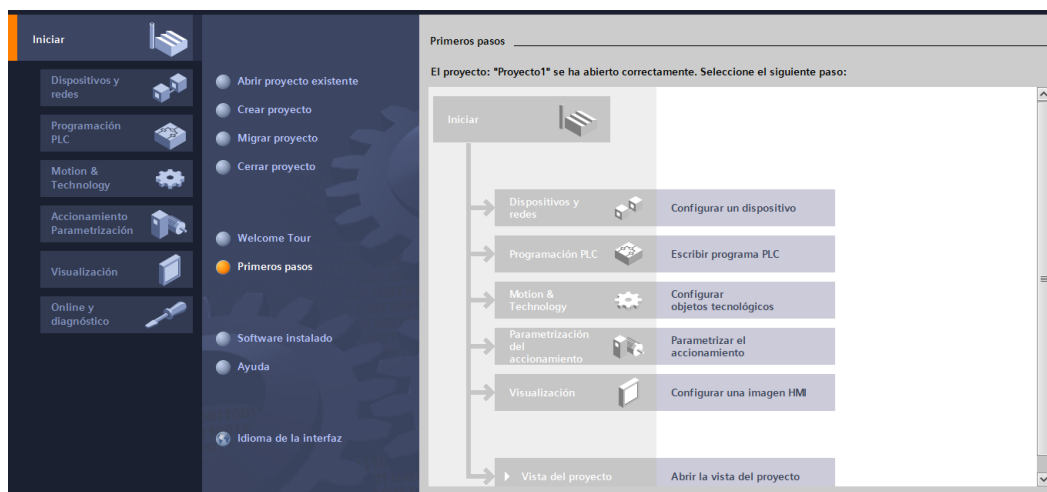 Iniciar
Dispositivos y
redes
Programación
PLC
Motion &
Technology
Accionamiento
Parametrización
Visualización
Online y
diagnóstico
Abrir proyecto existente
Crear proyecto
Migrar proyecto
Cerrar proyecto
Welcome Tour
Primeros pasos
Software instalado
Ayuda
Idioma de la interfaz
Primeros pasos
El proyecto: "Proyecto1" se ha abierto correctamente. Seleccione el siguiente paso:
Iniciar
Dispositivos y
redes
Configurar un dispositivo
Programación PLC
Escribir programa PLC
Motion &
Technology
Configurar
objetos tecnológicos
Parametrización
del
accionamiento
Parametrizar el
accionamiento
Visualización
Configurar una imagen HMI
Vista del proyecto
Abrir la vista del proyecto